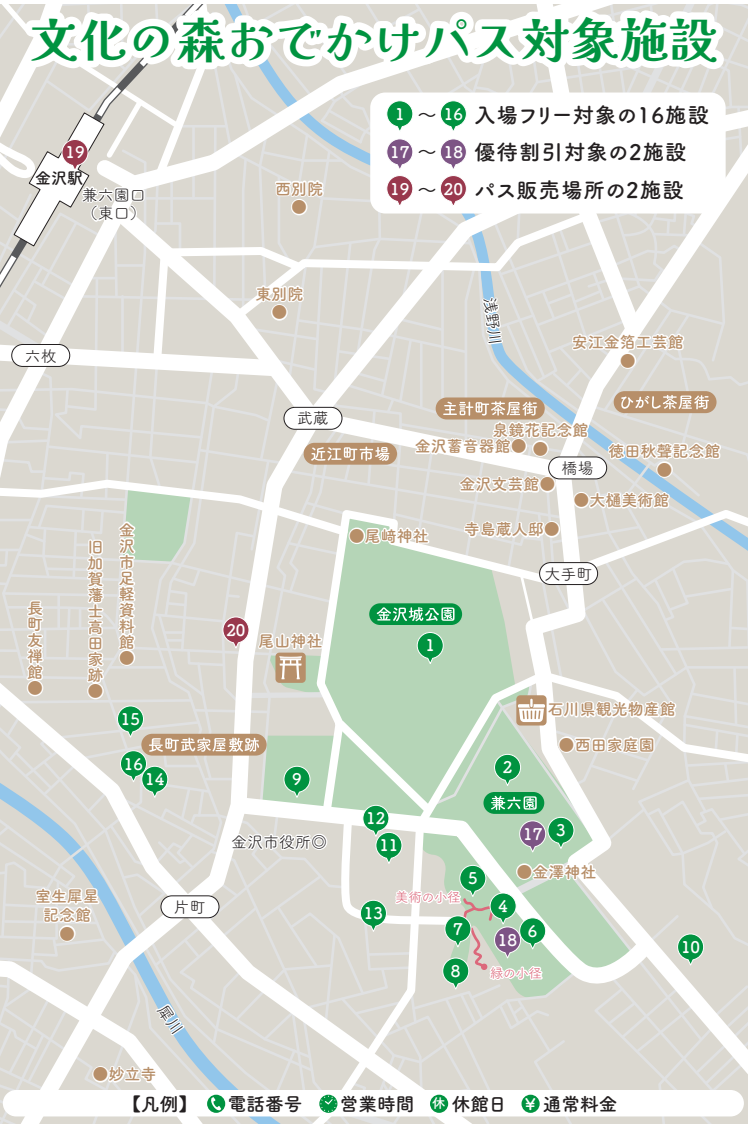 文化の森おでかけパス対象施設
1 ～ 16 入場フリー対象の16施設
17 ～ 18 優待割引対象の2施設
19 ～ 20 パス販売場所の2施設
19
金沢駅
兼六園口
（東口）
西別院
東別院
浅野川
六枚
安江金箔工芸館
武蔵
主計町茶屋街
ひがし茶屋街
泉鏡花記念館
近江町市場
金沢蓄音器館
徳田秋聲記念館
橋場
金沢文芸館
大樋美術館
尾﨑神社
寺島蔵人邸
大手町
金沢市足軽資料館
旧加賀藩士高田家跡
長町友禅館
金沢城公園
1
20
尾山神社
石川県観光物産館
15
長町武家屋敷跡
西田家庭園
16
14
9
2
兼六園
12
11
金沢市役所◎
17
3
金澤神社
5
美術の小径
4
室生犀星
記念館
片町
13
7
18
6
10
8
緑の小径
犀川
妙立寺
【凡例】 電話番号 営業時間 休 休館日 ¥ 通常料金